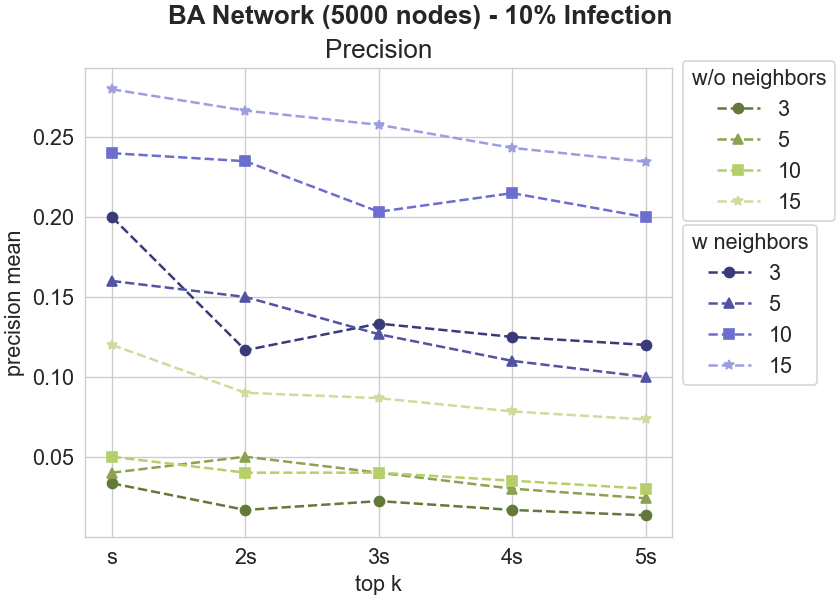 BA Network (5000 nodes) - 10% Infection
Precision
precision mean
0.25
0.20
0.15
0.10
0.05
s 2s 3s 4s 5s
top k
w/o neighbors
3
5
10
15
w neighbors
3
5
10
15